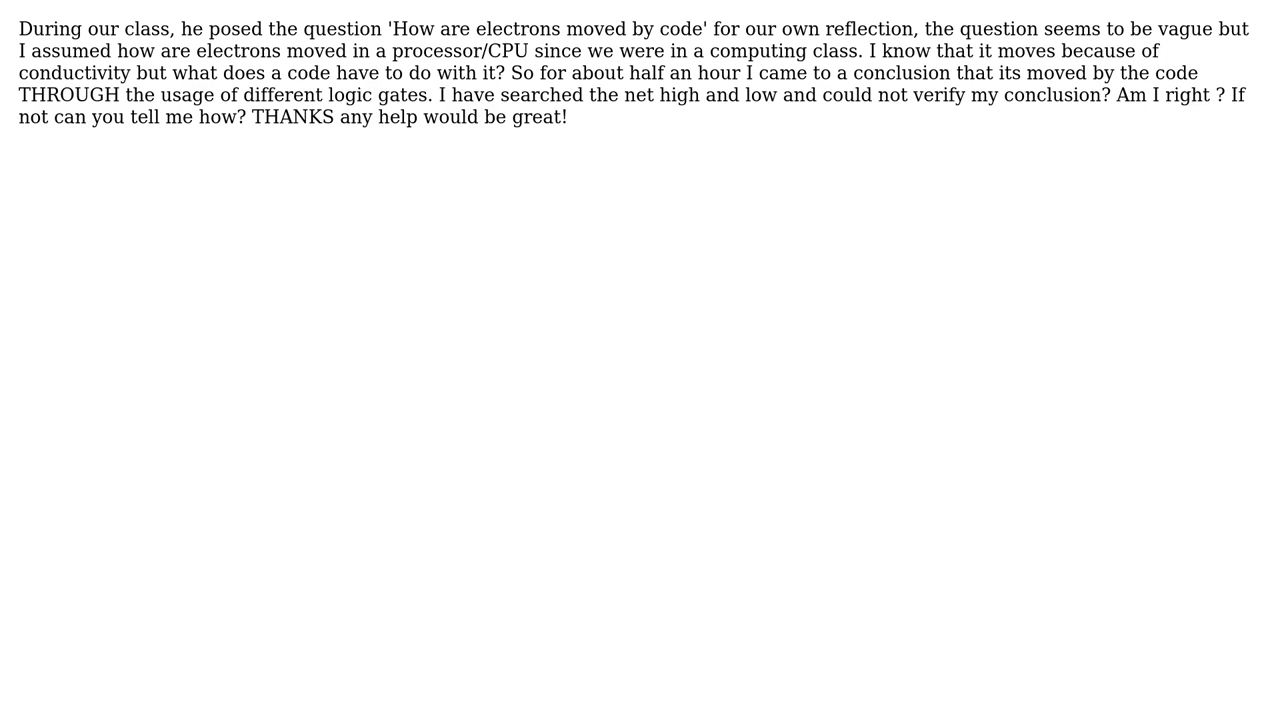 During our class, he posed the question 'How are electrons moved by code' for our own reflection, the question seems to be vague but
I assumed how are electrons moved in a processor/CPU since we were in a computing class. I know that it moves because of
conductivity but what does a code have to do with it? So for about half an hour I came to a conclusion that its moved by the code
THROUGH the usage of different logic gates. I have searched the net high and low and could not verify my conclusion? Am I right ? If
not can you tell me how? THANKS any help would be great!